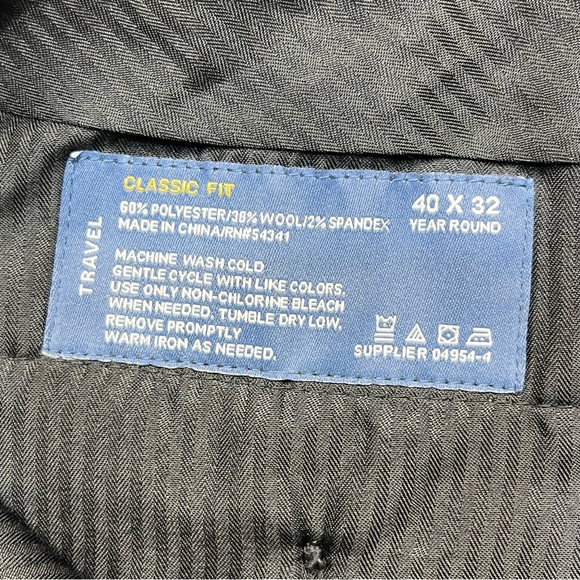 CLASSIC FIT
60% POLYESTER/38% WOOL/2% SPANDEX
MADE IN CHINA/RN#54341
40 X 32
YEAR ROUND
TRAVEL
MACHINE WASH COLD
GENTLE CYCLE WITH LIKE COLORS,
USE ONLY NON-CHLORINE BLEACH
WHEN NEEDED. TUMBLE DRY LOW,
REMOVE PROMPTLY
WARM IRON AS NEEDED.
SUPPLIER 04954-4